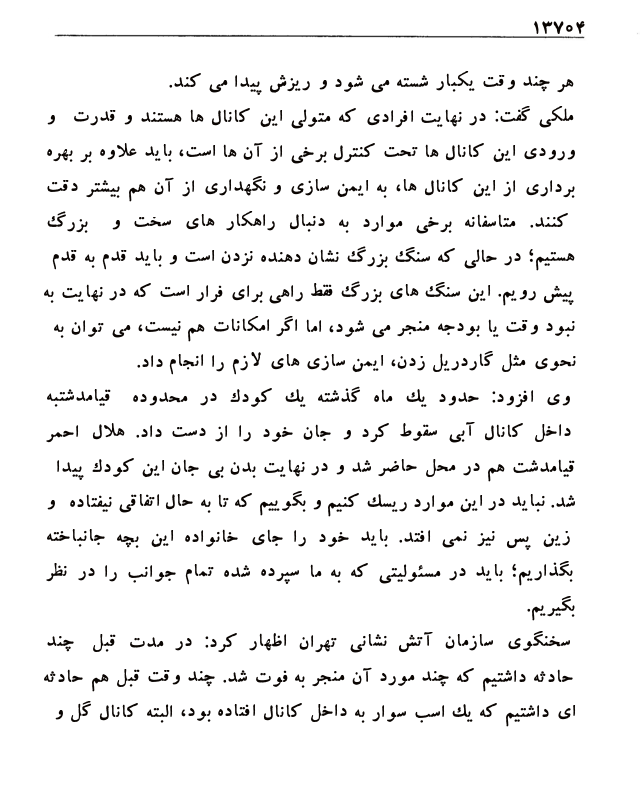 ۱۳۷۰۴
هر چند وقت یکبار شسته می شود و ریزش پیدا می کند.
ملکی گفت: در نهایت افرادی که متولی این کانال ها هستند و قدرت و
ورودی این کانال ها تحت کنترل برخی از آن ها است، باید علاوه بر بهره
برداری از این کانال ها، به ایمن سازی و نگهداری از آن هم بیشتر دقت
کنند. متاسفانه برخی موارد به دنبال راهکار های سخت و بزرگ
هستیم؛ در حالی که سنگ بزرگ نشان دهنده نزدن است و باید قدم به قدم
پیش رویم. این سنگ های بزرگ فقط راهی برای فرار است که در نهایت به
نبود وقت یا بودجه منجر می شود، اما اگر امکانات هم نیست، می توان به
نحوی مثل گاردریل زدن، ایمن سازی های لازم را انجام داد.
وی افزود: حدود یك ماه گذشته یك کودك در محدوده قیامدشتبه
داخل کانال آبی سقوط کرد و جان خود را از دست داد. هلال احمر
قیامدشت هم در محل حاضر شد و در نهایت بدن بی جان این کودك پیدا
شد. نباید در این موارد ریسك کنیم و بگوییم که تا به حال اتفاقی نیفتاده و
زین پس نیز نمی افتد. باید خود را جای خانواده این بچه جانباخته
بگذاریم؛ باید در مسئولیتی که به ما سپرده شده تمام جوانب را در نظر
بگیریم.
سخنگوی سازمان آتش نشانی تهران اظهار کرد: در مدت قبل چند
حادثه داشتیم که چند مورد آن منجر به فوت شد. چند وقت قبل هم حادثه
ای داشتیم که یك اسب سوار به داخل کانال افتاده بود، البته کانال گل و